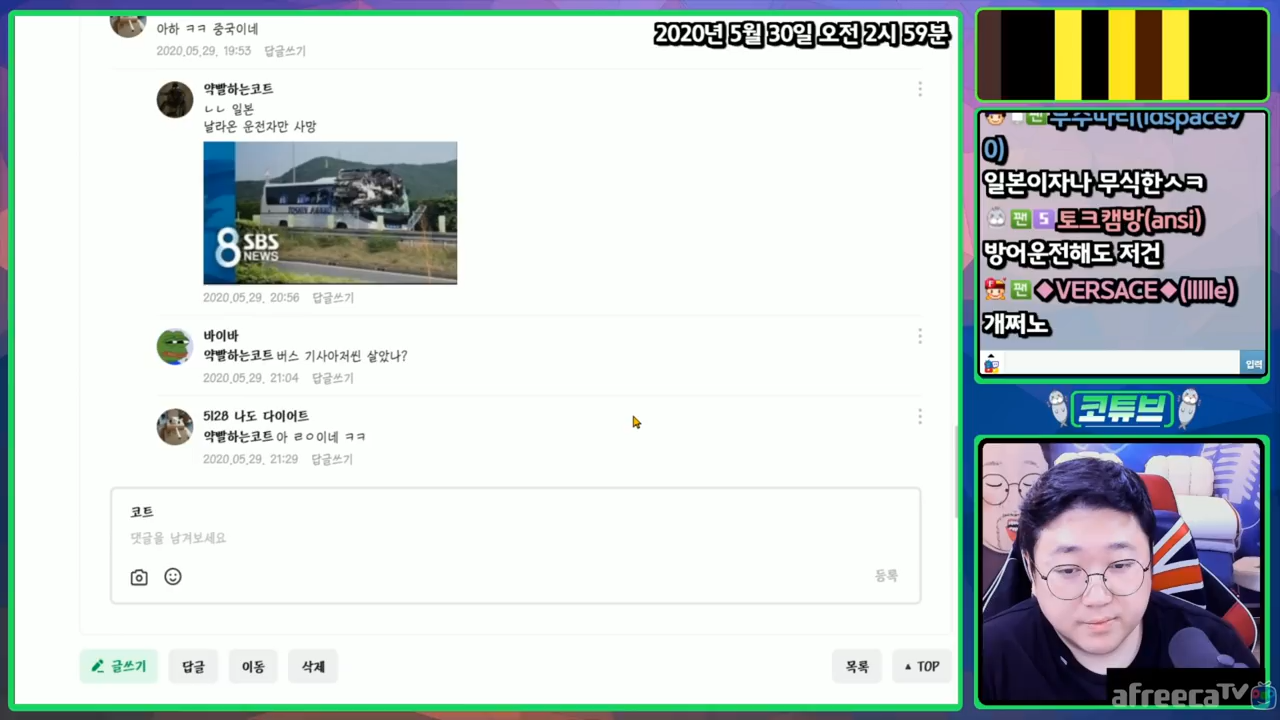 아하 ㅋㅋ 중국이네
2020.05.29. 19:53 답글쓰기
약빨하는코트
ㄴㄴ 일본
날라온 운전자만 사망
8 SBS NEWS
2020.05.29. 20:56 답글쓰기
바이바
약빨하는코트 버스 기사아저씬 살았나?
2020.05.29. 21:04 답글쓰기
5128 나도 다이어트
약빨하는코트 아 ㄹㅇ이네 ㅋㅋ
2020.05.29. 21:29 답글쓰기
코트
댓글을 남겨보세요
등록
글쓰기
답글
이동
삭제
목록
▲ TOP
2020년 5월 30일 오전 2시 59분
0)
일본이자나 무식한ㅅㅋ
팬 S 토크캠방(ansi)
방어운전해도 저건
팬 ◆VERSACE◆(llllle)
개쩌노
입력
코튜브
afreecaTV